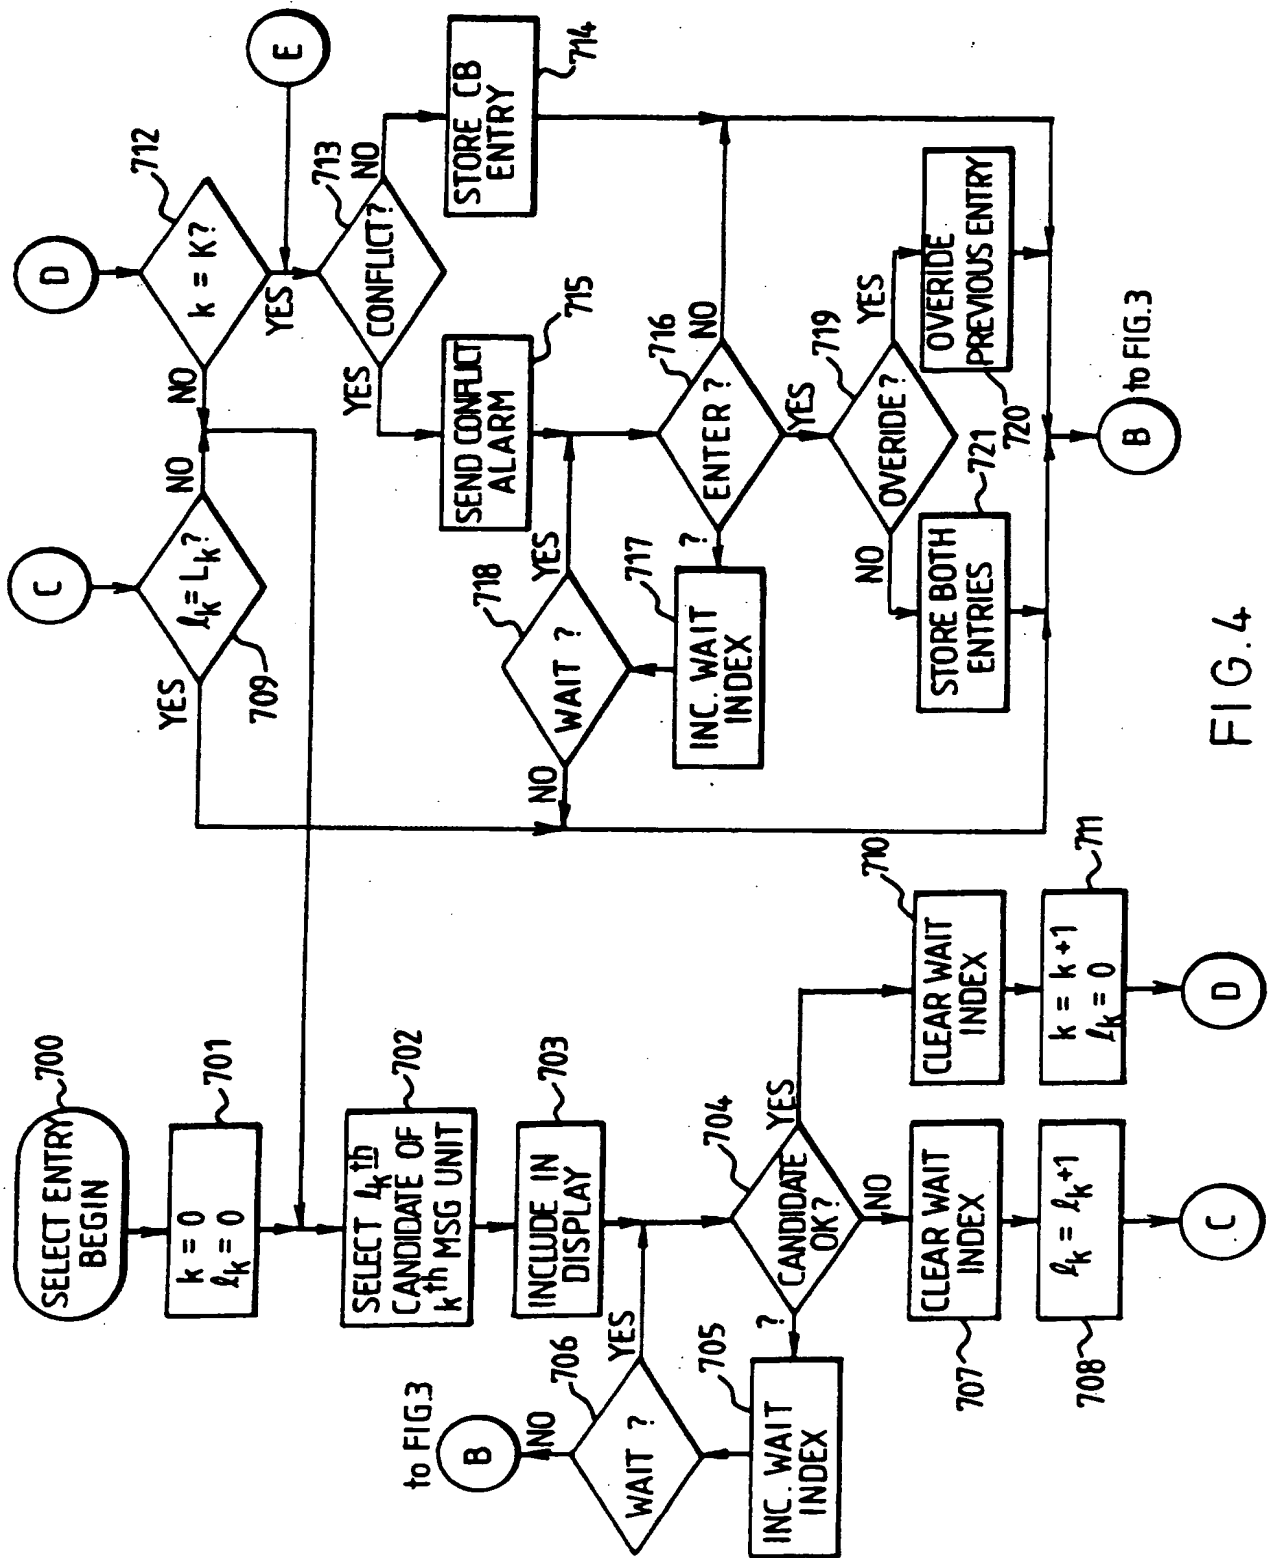 SELECT ENTRY
BEGIN
700
k = 0
ℓk = 0
701
SELECT ℓk th
CANDIDATE OF
kth MSG UNIT
702
INCLUDE IN
DISPLAY
703
CANDIDATE
OK?
704
YES
NO
?
INC. WAIT
INDEX
705
WAIT ?
706
YES
NO
B
to FIG.3
CLEAR WAIT
INDEX
707
ℓk = ℓk+1
708
C
CLEAR WAIT
INDEX
710
k = k+1
ℓk = 0
711
D
C
ℓk = Lk?
709
YES
NO
D
k = K?
712
NO
YES
E
CONFLICT?
713
YES
NO
STORE CB
ENTRY
714
SEND CONFLICT
ALARM
715
ENTER ?
716
NO
YES
?
INC. WAIT
INDEX
717
WAIT ?
718
YES
NO
OVERIDE?
719
NO
YES
OVERIDE
PREVIOUS ENTRY
720
STORE BOTH
ENTRIES
721
B
to FIG.3
FIG.4